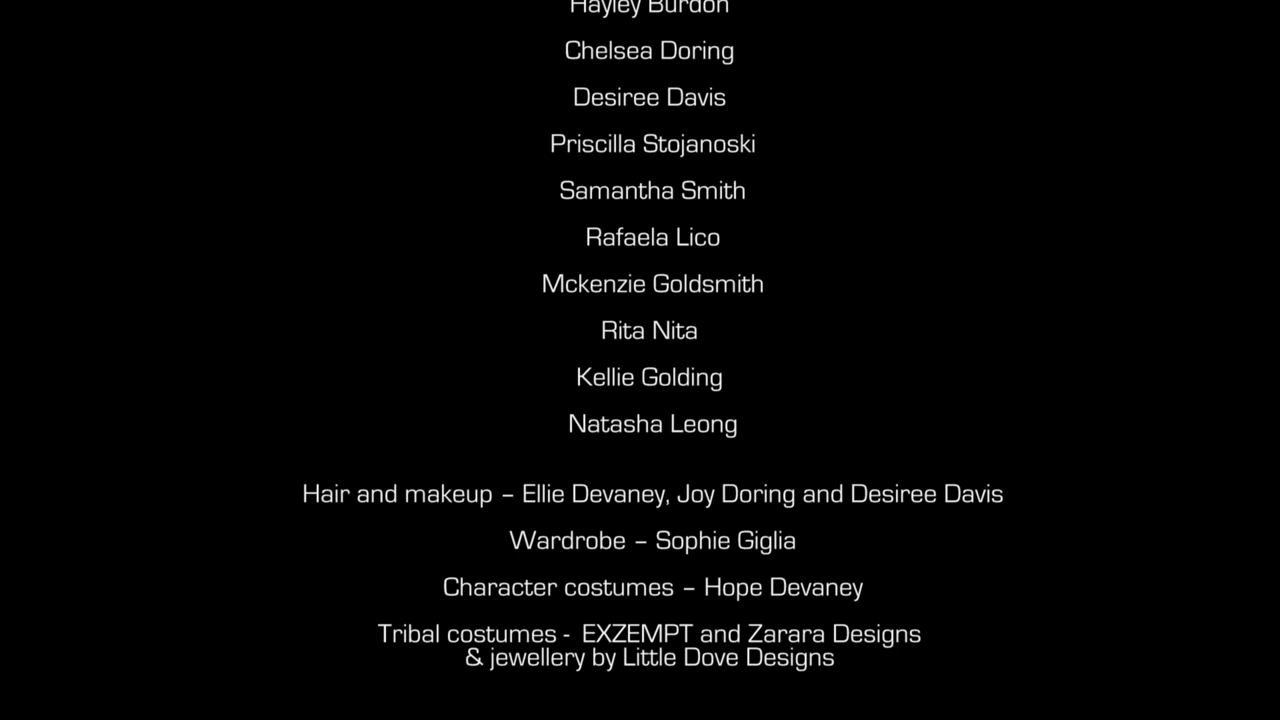 Hayley Burdon
Chelsea Doring
Desiree Davis
Priscilla Stojanoski
Samantha Smith
Rafaela Lico
Mckenzie Goldsmith
Rita Nita
Kellie Golding
Natasha Leong
Hair and makeup – Ellie Devaney, Joy Doring and Desiree Davis
Wardrobe – Sophie Giglia
Character costumes – Hope Devaney
Tribal costumes - EXZEMPT and Zarara Designs
& jewellery by Little Dove Designs